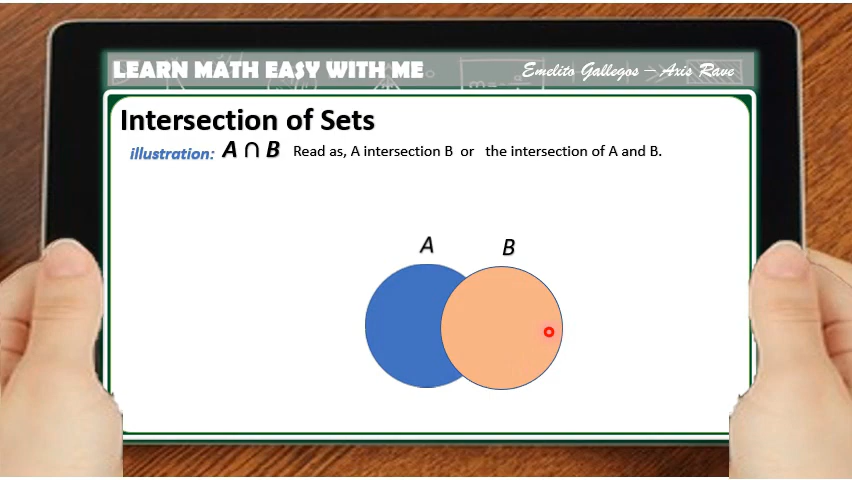 LEARN MATH EASY WITH ME
Emelito Gallegos – Axis Rave
Intersection of Sets
illustration: A ∩ B Read as, A intersection B or the intersection of A and B.
A B